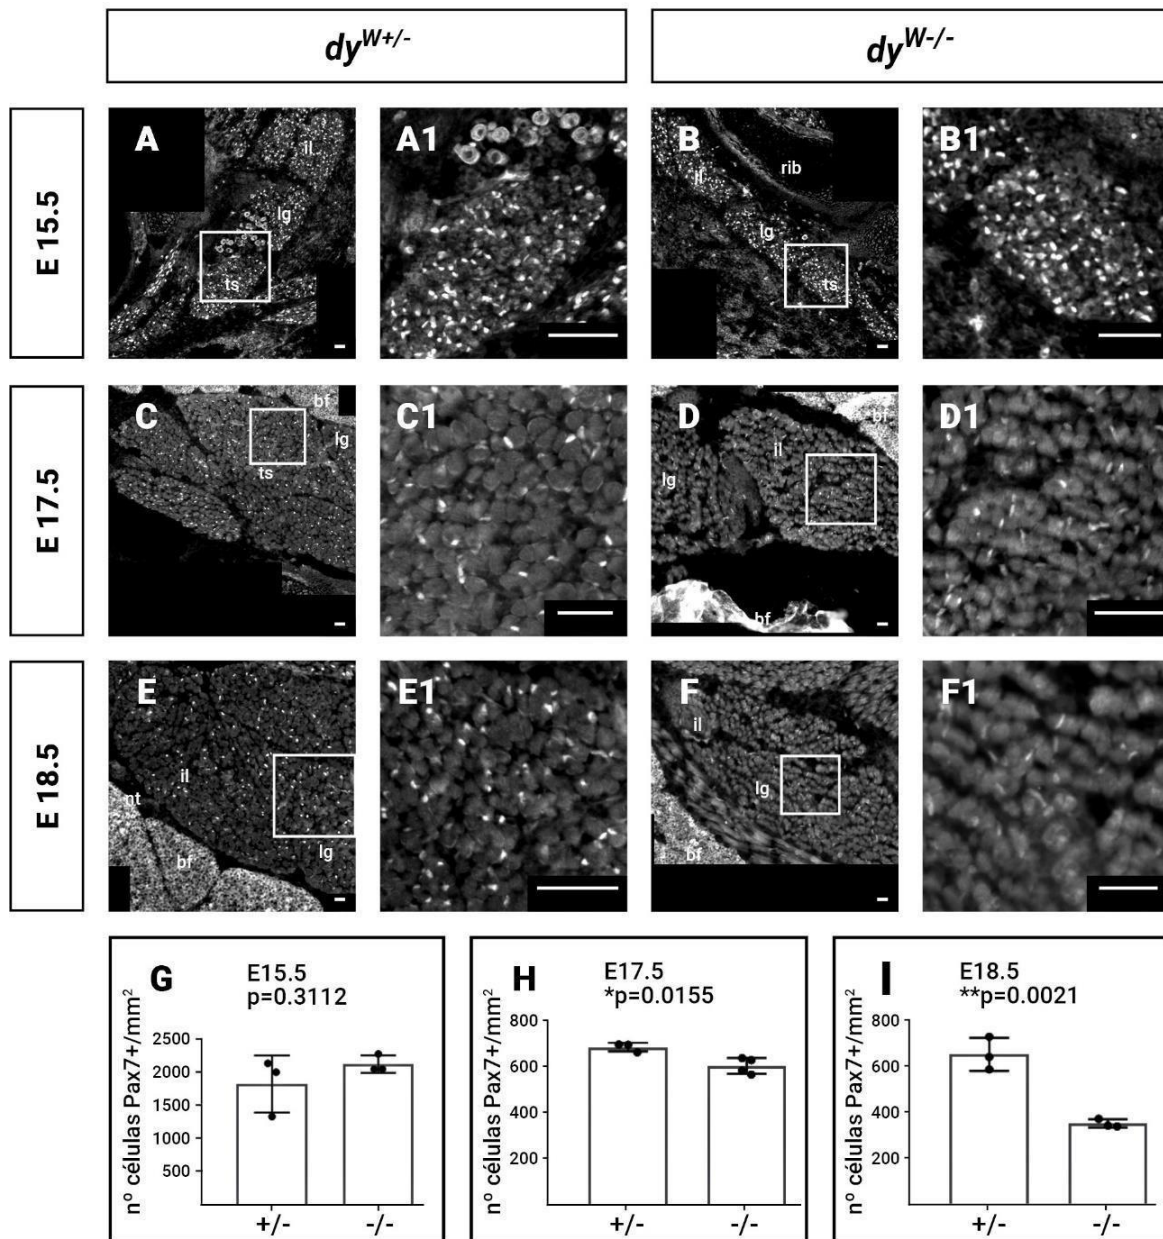 dyW+/-
dyW-/-
E 15.5
A
il
lg
ts
A1
B
il
rib
lg
ts
B1
E 17.5
C
bf
lg
ts
C1
D
bf
il
lg
bf
D1
E 18.5
E
il
nt
bf
lg
E1
F
il
lg
bf
F1
G
E15.5
p=0.3112
nº células Pax7+/mm²
2500
2000
1500
1000
500
+/-
-/-
H
E17.5
*p=0.0155
nº células Pax7+/mm²
800
600
400
200
+/-
-/-
I
E18.5
**p=0.0021
nº células Pax7+/mm²
800
600
400
200
+/-
-/-